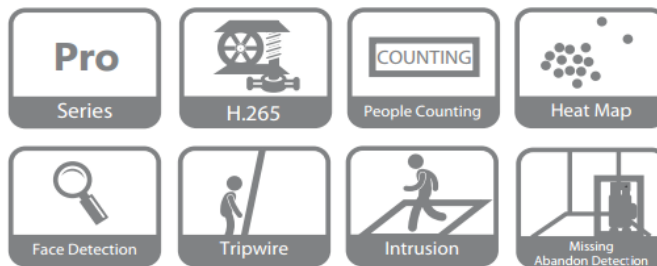 Pro
Series
H.265
COUNTING
People Counting
Heat Map
Face Detection
Tripwire
Intrusion
Missing
Abandon Detection